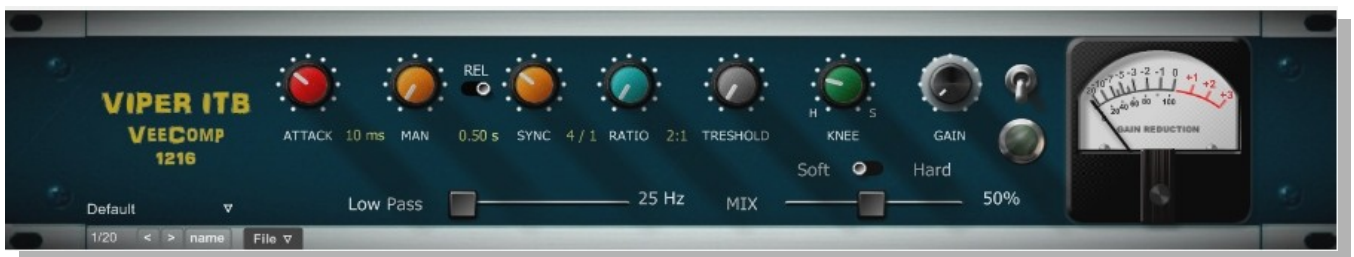 VIPER ITB
VEECOMP
1216
REL
ATTACK 10 ms MAN 0.50 s SYNC 4 / 1 RATIO 2:1 TRESHOLD
H S
KNEE
GAIN
20 -10 -7 -5 -3 -2 -1 0 +1 +2 +3
0 20 40 60 80 100
GAIN REDUCTION
Soft Hard
Low Pass 25 Hz MIX 50%
Default
1/20 < > name File